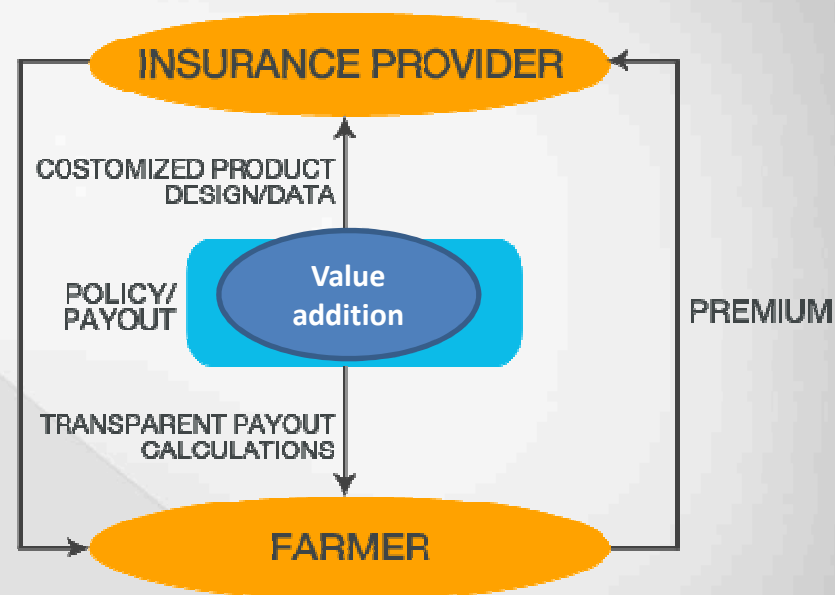 INSURANCE PROVIDER
COSTOMIZED PRODUCT
DESIGN/DATA
Value
addition
POLICY/
PAYOUT
PREMIUM
TRANSPARENT PAYOUT
CALCULATIONS
FARMER